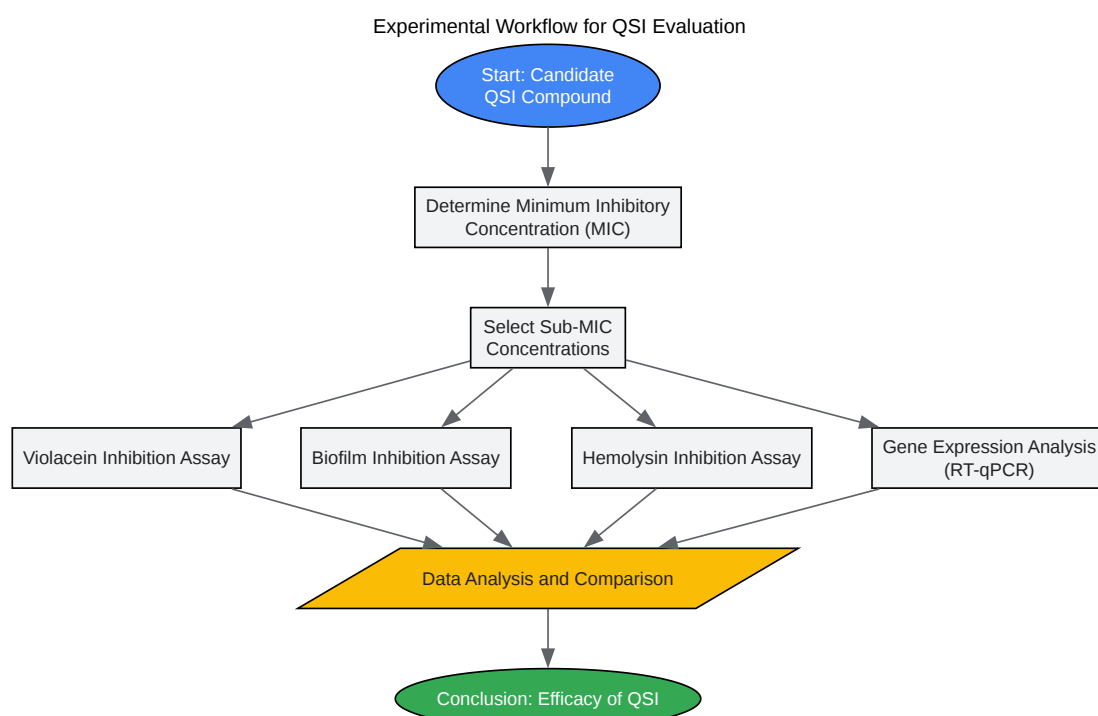 Experimental Workflow for QSI Evaluation
Start: Candidate
QSI Compound
Determine Minimum Inhibitory
Concentration (MIC)
Select Sub-MIC
Concentrations
Violacein Inhibition Assay
Biofilm Inhibition Assay
Hemolysin Inhibition Assay
Gene Expression Analysis
(RT-qPCR)
Data Analysis and Comparison
Conclusion: Efficacy of QSI